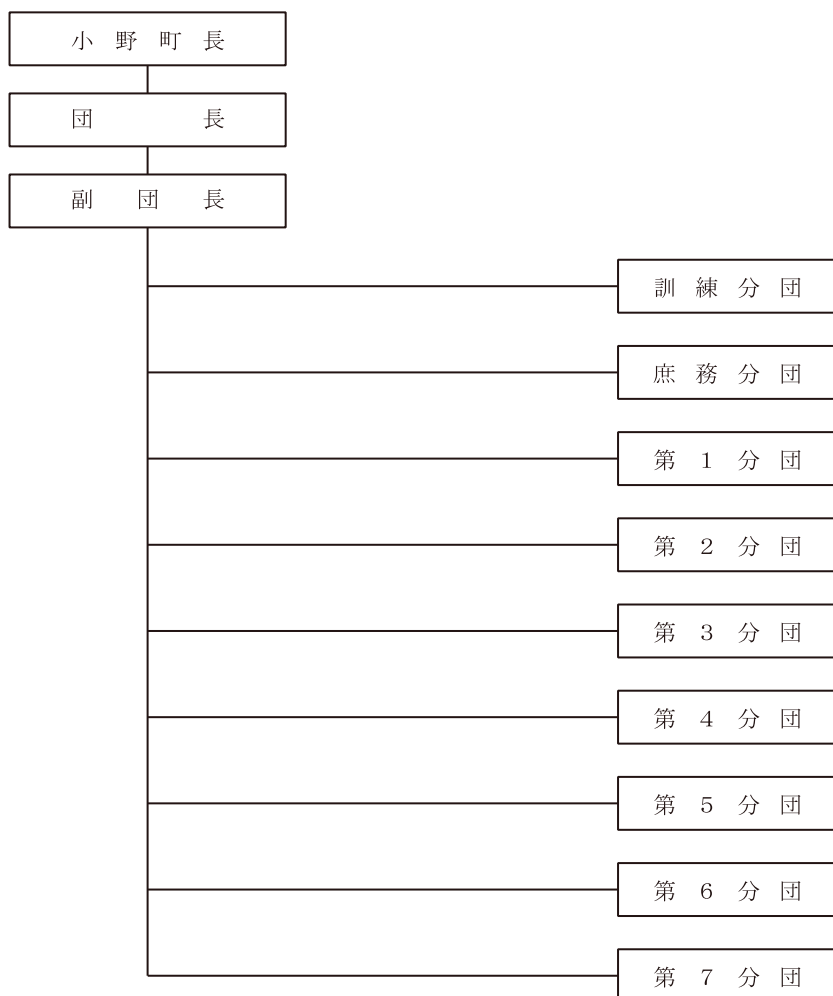 小野町長
団長
副団長
訓練分団
庶務分団
第1分団
第2分団
第3分団
第4分団
第5分団
第6分団
第7分団